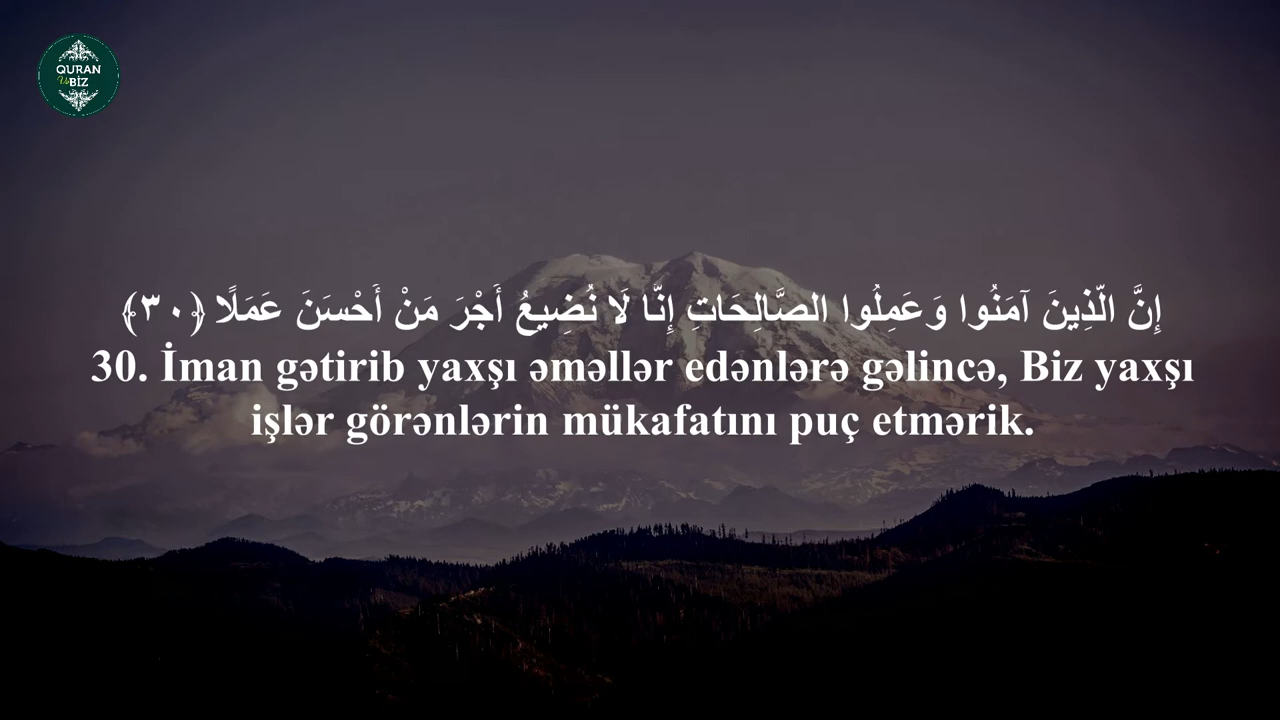 QURAN
Və BİZ
إِنَّ الَّذِينَ آمَنُوا وَعَمِلُوا الصَّالِحَاتِ إِنَّا لَا نُضِيعُ أَجْرَ مَنْ أَحْسَنَ عَمَلًا ﴿٣٠﴾
30. İman gətirib yaxşı əməllər edənlərə gəlincə, Biz yaxşı
işlər görənlərin mükafatını puç etmərik.